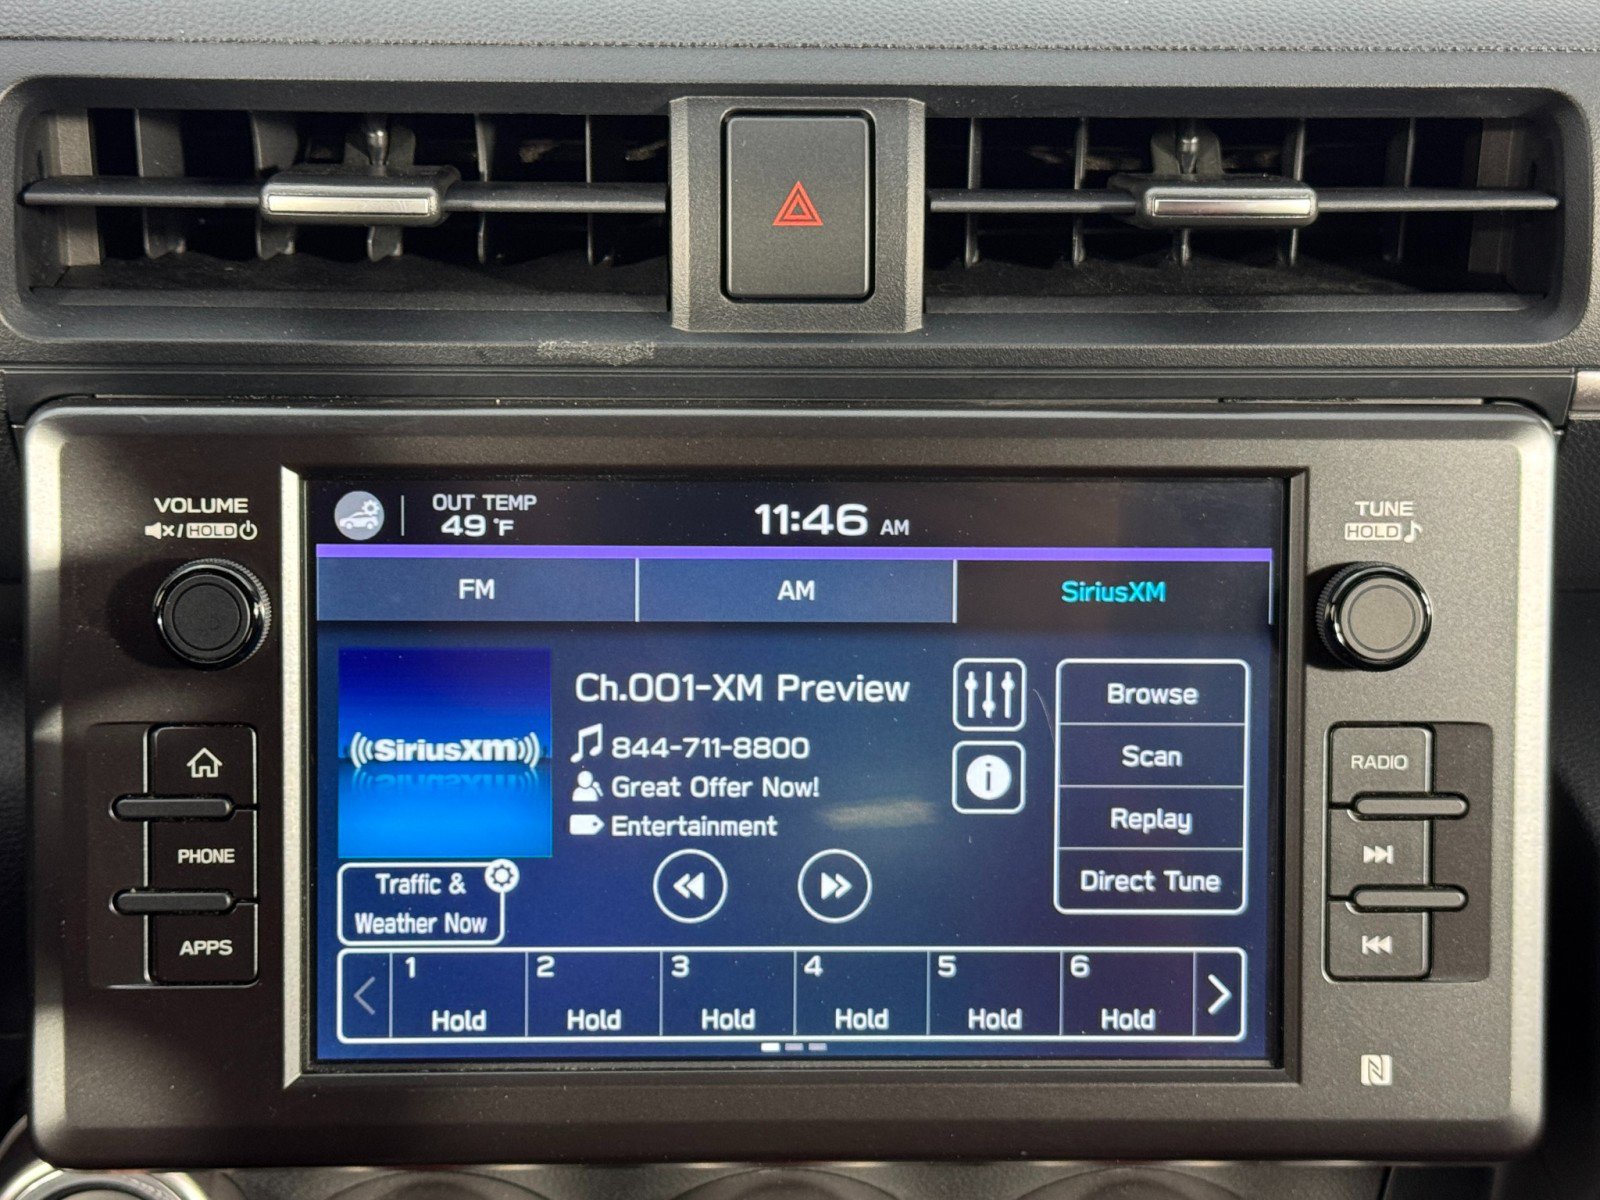 VOLUME
/ HOLD
OUT TEMP
49 °F
11:46 AM
TUNE
HOLD
FM
AM
SiriusXM
((SiriusXM))
Ch.001-XM Preview
844-711-8800
Great Offer Now!
Entertainment
Browse
Scan
Replay
Direct Tune
PHONE
APPS
RADIO
Traffic &
Weather Now
1 2 3 4 5 6
Hold Hold Hold Hold Hold Hold